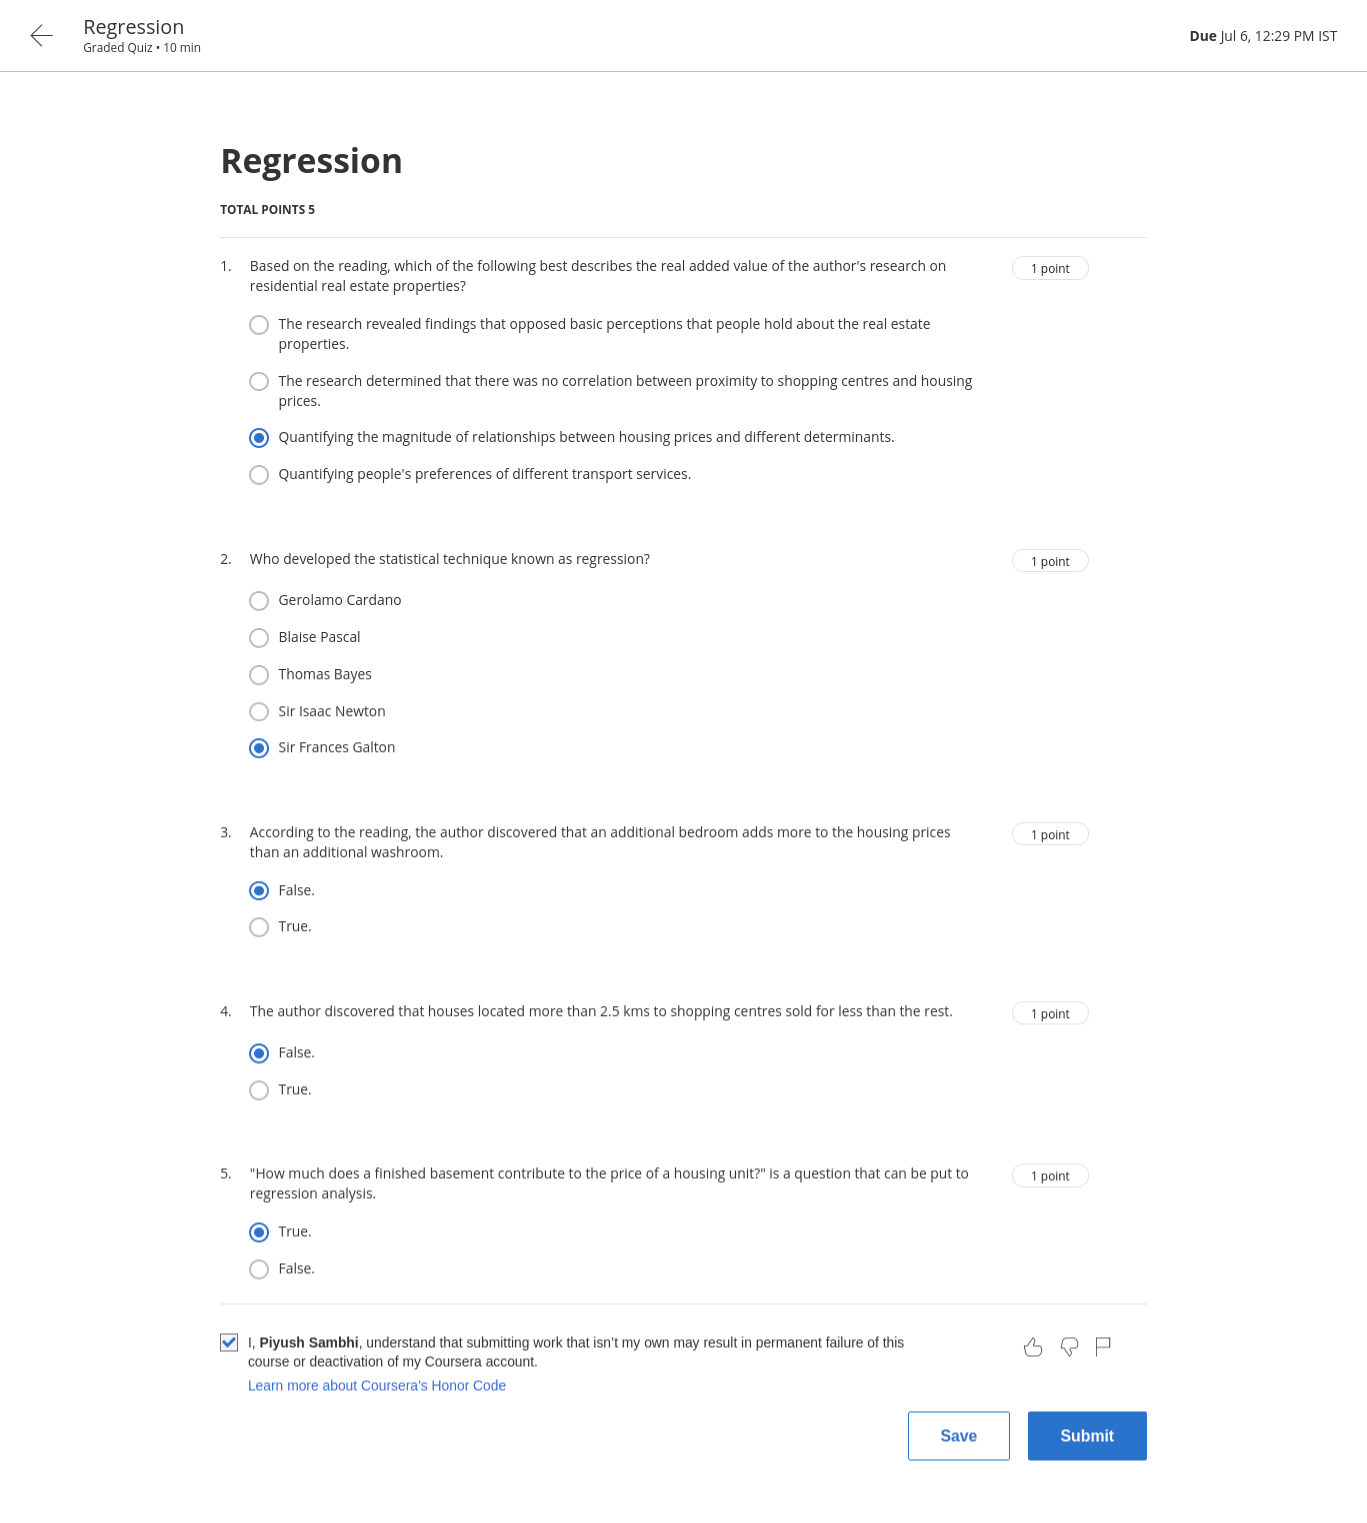 Regression
Graded Quiz • 10 min
Due Jul 6, 12:29 PM IST
Regression
TOTAL POINTS 5
1. Based on the reading, which of the following best describes the real added value of the author's research on
residential real estate properties?
1 point
The research revealed findings that opposed basic perceptions that people hold about the real estate
properties.
The research determined that there was no correlation between proximity to shopping centres and housing
prices.
Quantifying the magnitude of relationships between housing prices and different determinants.
Quantifying people's preferences of different transport services.
2. Who developed the statistical technique known as regression?
1 point
Gerolamo Cardano
Blaise Pascal
Thomas Bayes
Sir Isaac Newton
Sir Frances Galton
3. According to the reading, the author discovered that an additional bedroom adds more to the housing prices
than an additional washroom.
1 point
False.
True.
4. The author discovered that houses located more than 2.5 kms to shopping centres sold for less than the rest.
1 point
False.
True.
5. "How much does a finished basement contribute to the price of a housing unit?" is a question that can be put to
regression analysis.
1 point
True.
False.
I, Piyush Sambhi, understand that submitting work that isn't my own may result in permanent failure of this
course or deactivation of my Coursera account.
Learn more about Coursera's Honor Code
Save
Submit